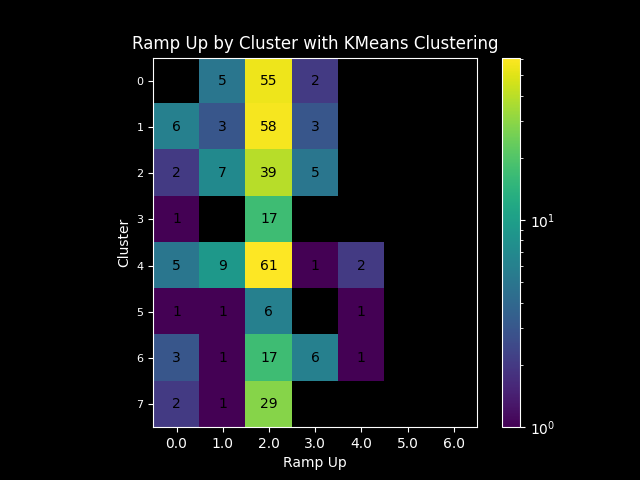 Ramp Up by Cluster with KMeans Clustering
0 5 55 2
1 6 3 58 3
2 2 7 39 5
3 1 17
4 5 9 61 1 2
5 1 1 6 1
6 3 1 17 6 1
7 2 1 29
0.0 1.0 2.0 3.0 4.0 5.0 6.0
Ramp Up
Cluster
10¹
10⁰